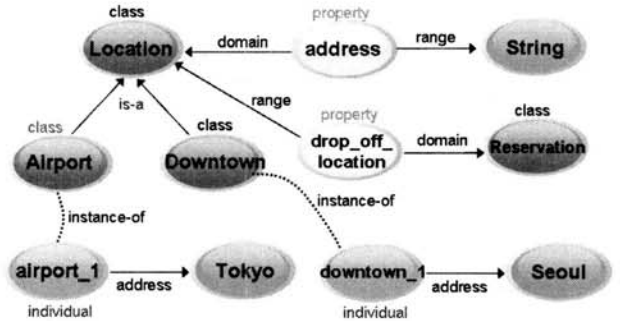 class
property
Location
domain
address
range
String
range
is-a
property
class
class
class
drop_off_
location
domain
Reservation
Airport
Downtown
instance-of
instance-of
airport_1
address
Tokyo
downtown_1
address
Seoul
individual
individual